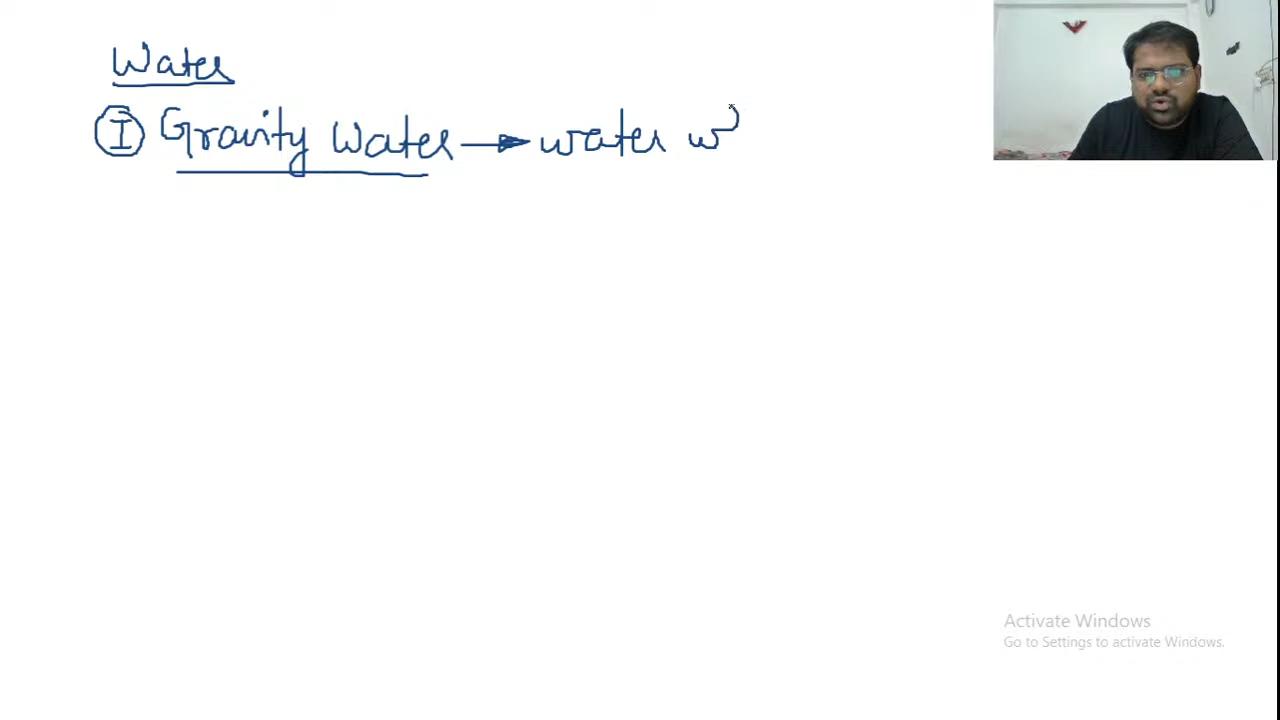 Water
I Gravity Water → water w
Activate Windows
Go to Settings to activate Windows.